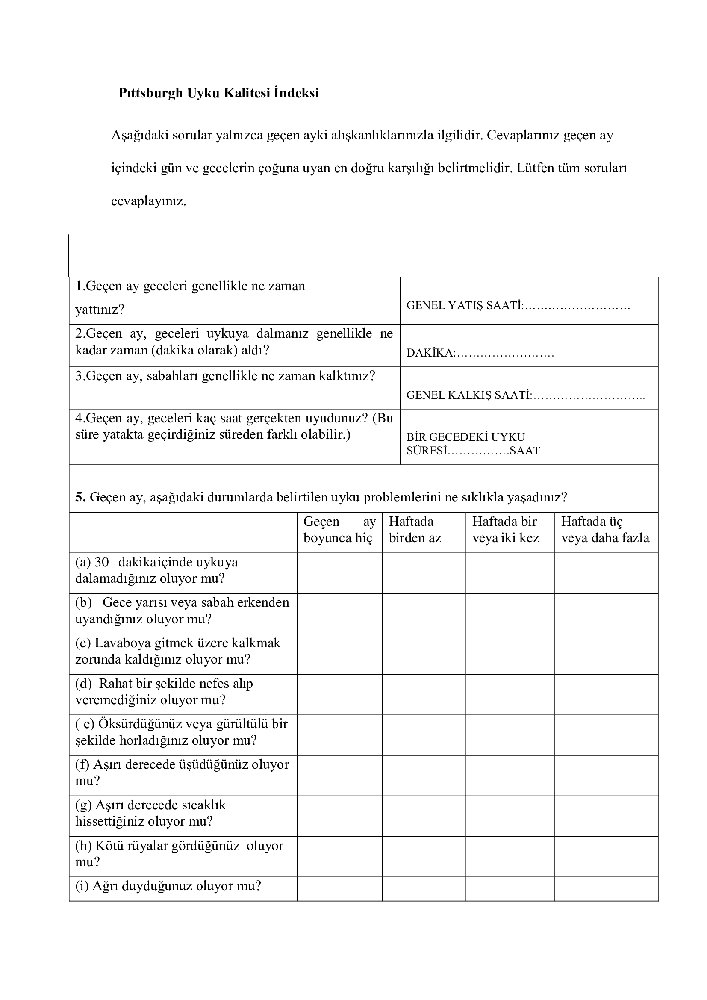 Pıttsburgh Uyku Kalitesi İndeksi
Aşağıdaki sorular yalnızca geçen ayki alışkanlıklarınızla ilgilidir. Cevaplarınız geçen ay
içindeki gün ve gecelerin çoğuna uyan en doğru karşılığı belirtmelidir. Lütfen tüm soruları
cevaplayınız.
1.Geçen ay geceleri genellikle ne zaman
yattınız?
GENEL YATIŞ SAATİ:………………………
2.Geçen ay, geceleri uykuya dalmanız genellikle ne
kadar zaman (dakika olarak) aldı?
DAKİKA:…………………….
3.Geçen ay, sabahları genellikle ne zaman kalktınız?
GENEL KALKIŞ SAATİ:………………………..
4.Geçen ay, geceleri kaç saat gerçekten uyudunuz? (Bu
süre yatakta geçirdiğiniz süreden farklı olabilir.)
BİR GECEDEKİ UYKU
SÜRESİ…………….SAAT
5. Geçen ay, aşağıdaki durumlarda belirtilen uyku problemlerini ne sıklıkla yaşadınız?
Geçen ay
boyunca hiç
Haftada
birden az
Haftada bir
veya iki kez
Haftada üç
veya daha fazla
(a) 30 dakika içinde uykuya
dalamadığınız oluyor mu?
(b) Gece yarısı veya sabah erkenden
uyandığınız oluyor mu?
(c) Lavaboya gitmek üzere kalkmak
zorunda kaldığınız oluyor mu?
(d) Rahat bir şekilde nefes alıp
veremediğiniz oluyor mu?
( e) Öksürdüğünüz veya gürültülü bir
şekilde horladığınız oluyor mu?
(f) Aşırı derecede üşüdüğünüz oluyor
mu?
(g) Aşırı derecede sıcaklık
hissettiğiniz oluyor mu?
(h) Kötü rüyalar gördüğünüz oluyor
mu?
(i) Ağrı duyduğunuz oluyor mu?